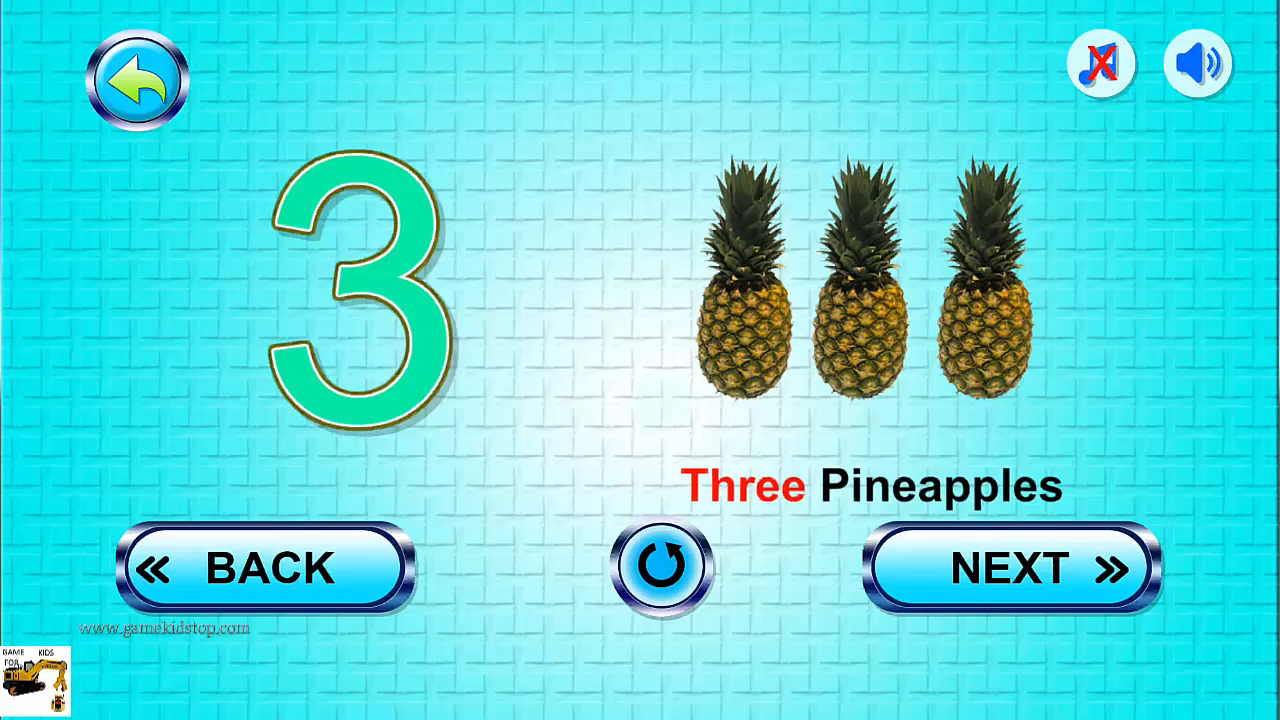 3
Three Pineapples
« BACK
NEXT »
www.gamekidstop.com
GAME KIDS
FOR